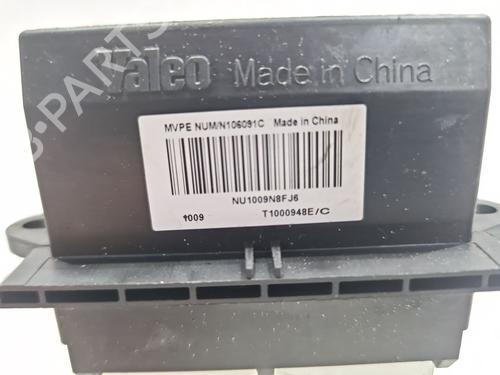 Valeo Made in China
MVPE NUM/N106091C Made in China
NU1009N8FJ6
1009 T1000948E/C